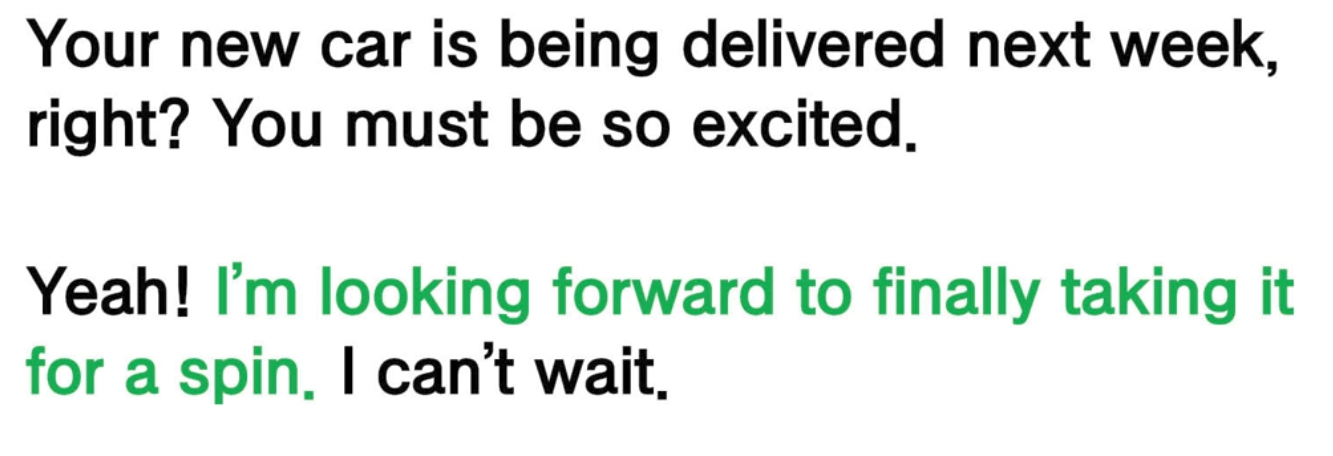 Your new car is being delivered next week,
right? You must be so excited.
Yeah! I’m looking forward to finally taking it
for a spin. I can’t wait.